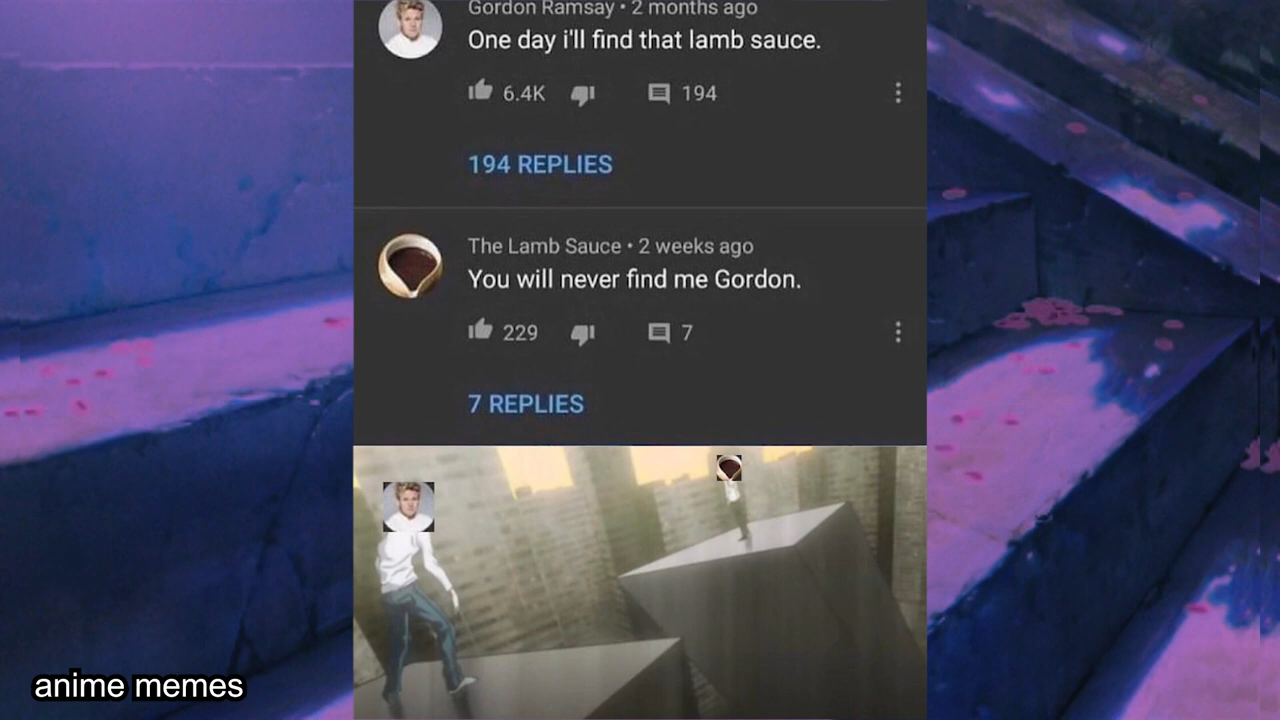 Gordon Ramsay • 2 months ago
One day i'll find that lamb sauce.
6.4K 194
194 REPLIES
The Lamb Sauce • 2 weeks ago
You will never find me Gordon.
229 7
7 REPLIES
anime memes